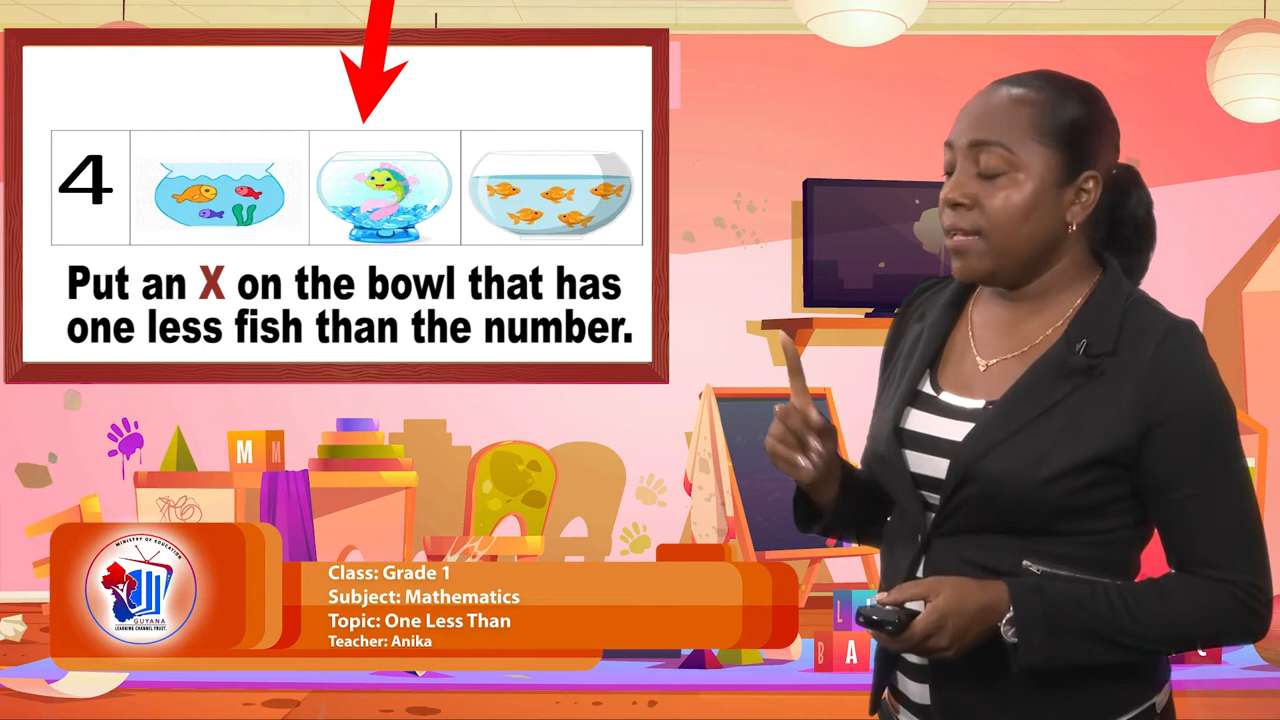 4
Put an X on the bowl that has
one less fish than the number.
M
M
MINISTRY OF EDUCATION
GUYANA
LEARNING CHANNEL TRUST.
Class: Grade 1
Subject: Mathematics
Topic: One Less Than
Teacher: Anika
L
B A
C